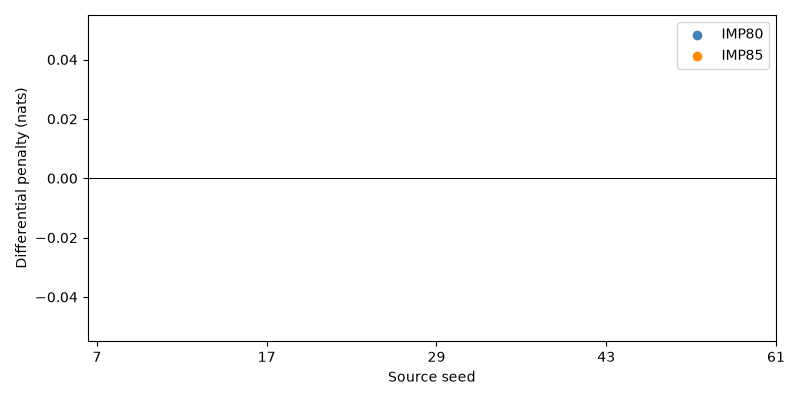 IMP80
IMP85
0.04
0.02
0.00
−0.02
−0.04
Differential penalty (nats)
7 17 29 43 61
Source seed